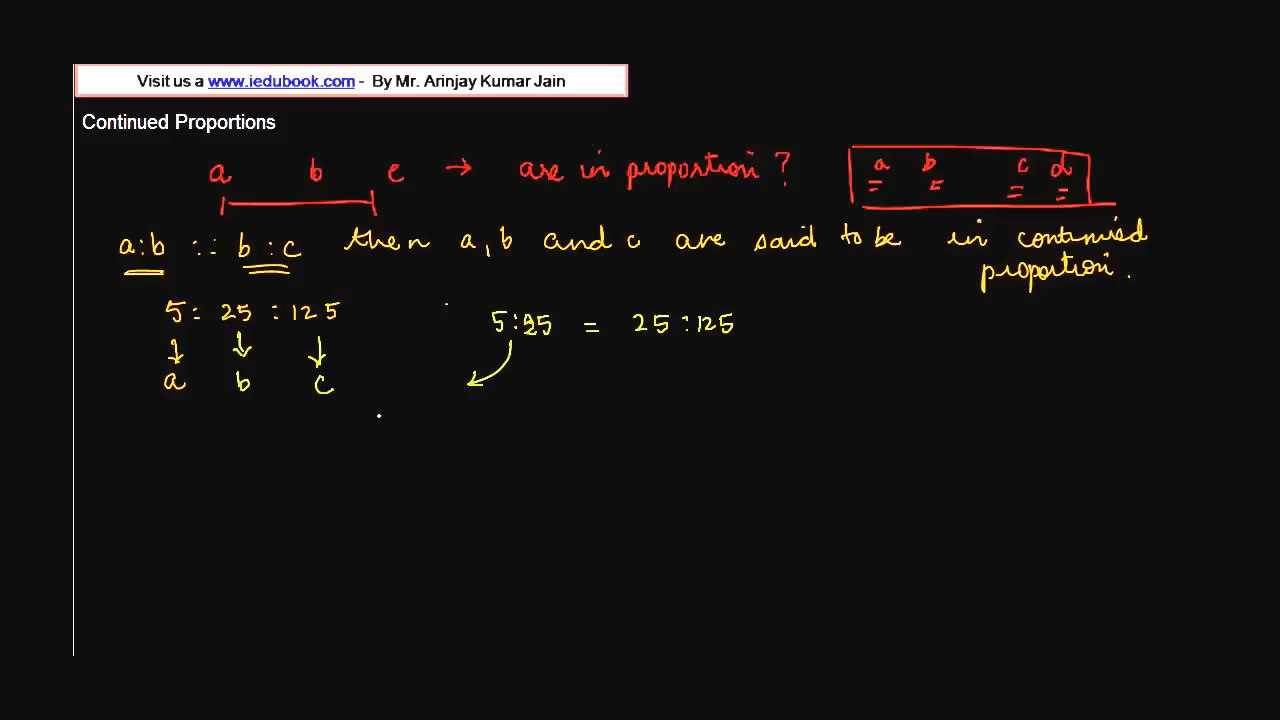 Visit us a www.iedubook.com - By Mr. Arinjay Kumar Jain
Continued Proportions
a b c → are in proportion ? a b c d
a:b :: b:c then a, b and c are said to be in continued
proportion.
5: 25 : 125 5:25 = 25:125
a b c